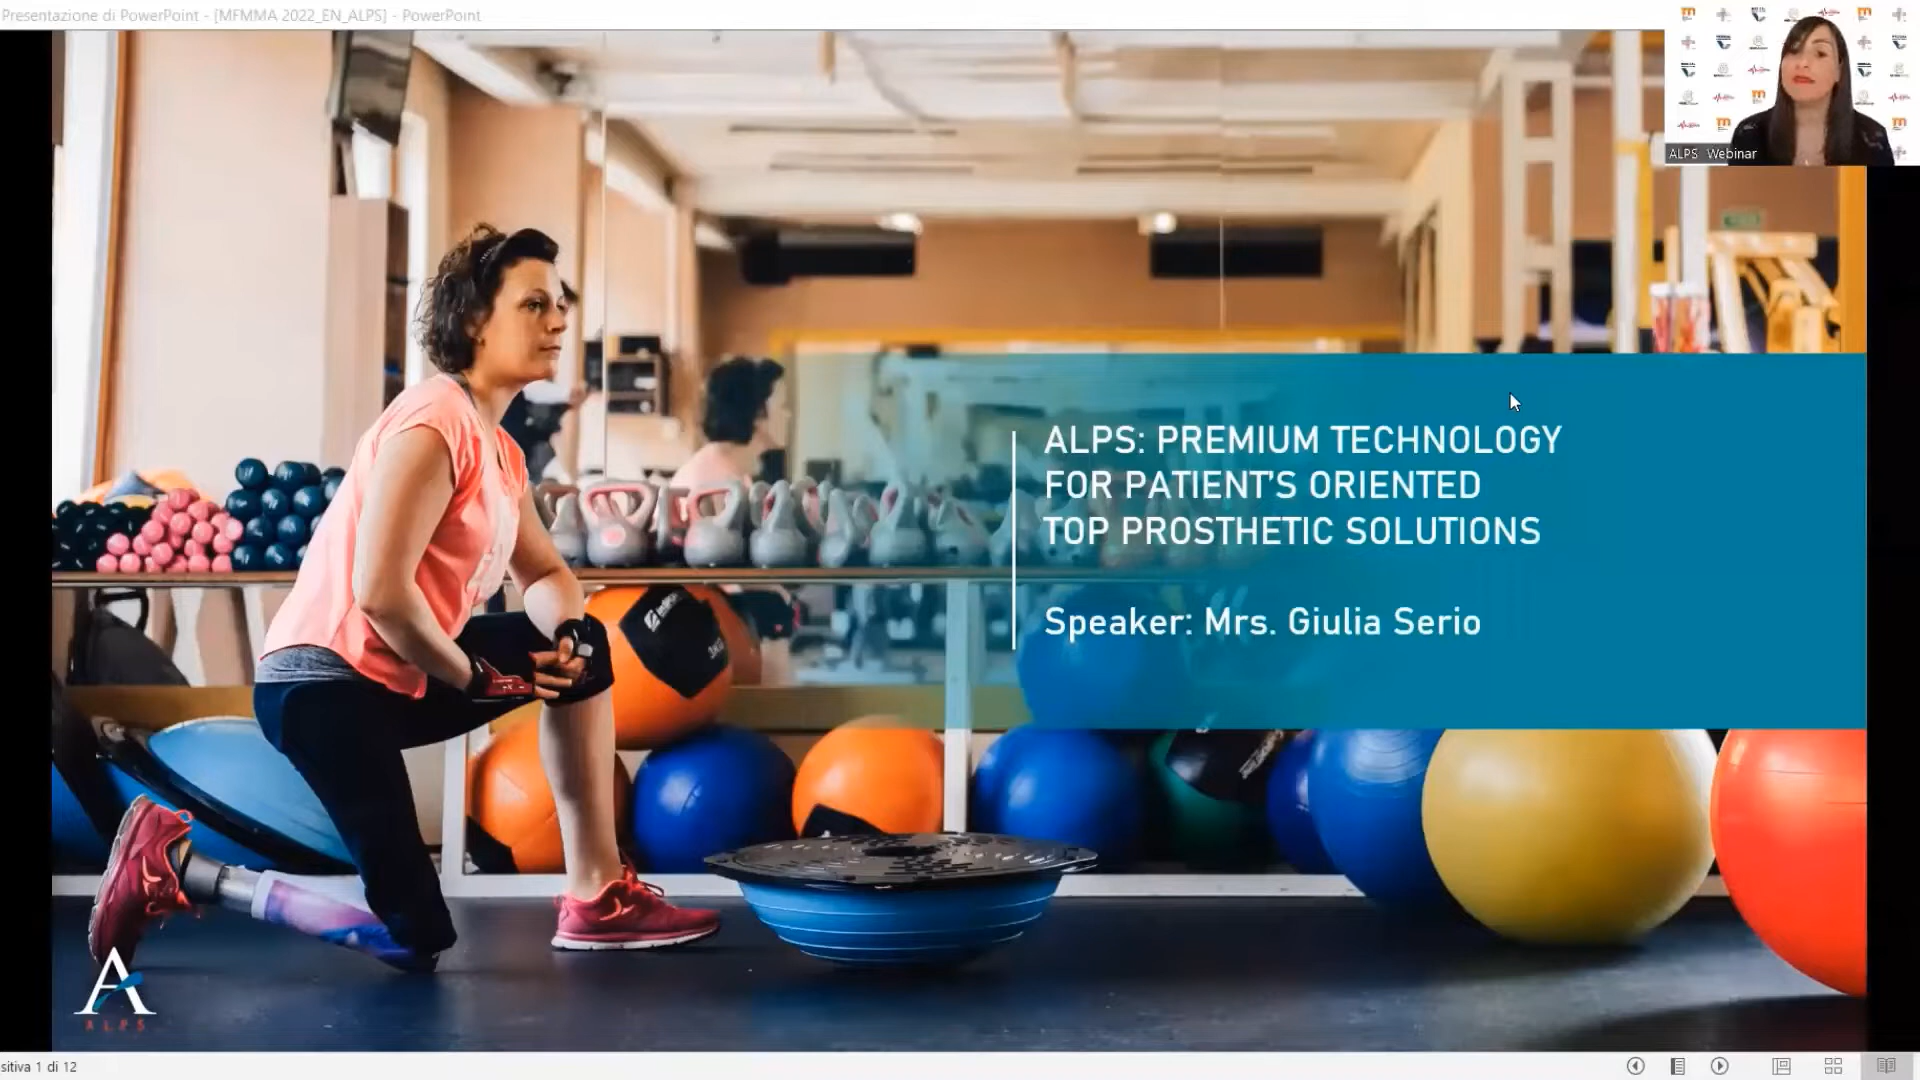 Presentazione di PowerPoint - [MFMMA 2022_EN_ALPS] - PowerPoint
ALPS Webinar
ALPS: PREMIUM TECHNOLOGY
FOR PATIENT'S ORIENTED
TOP PROSTHETIC SOLUTIONS
Speaker: Mrs. Giulia Serio
ALPS
sitiva 1 di 12